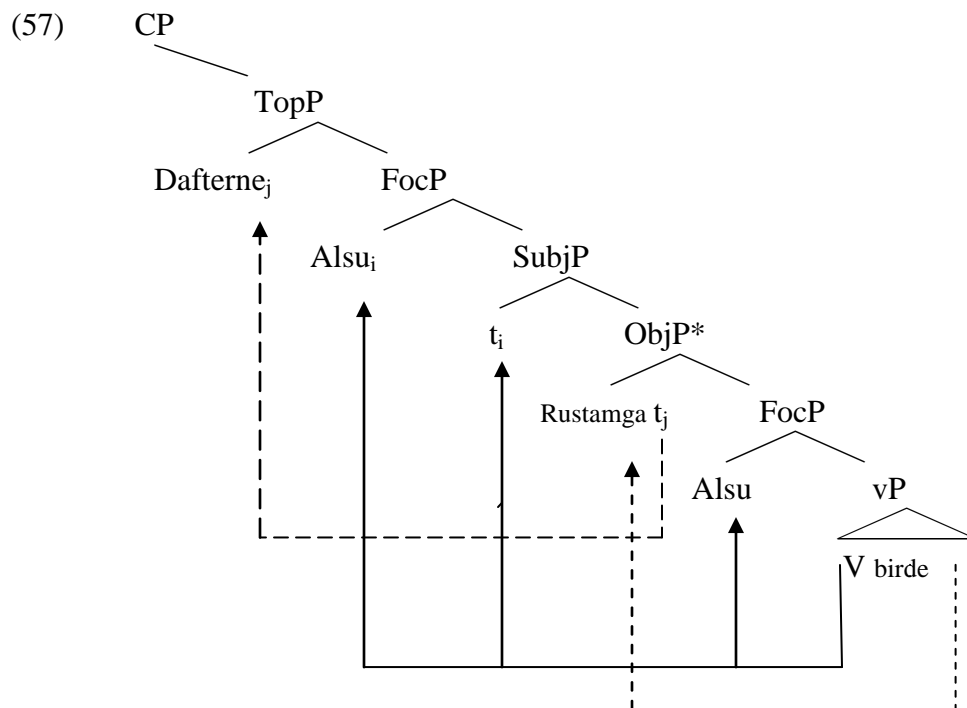 (57) CP
TopP
Dafternej FocP
Alsui SubjP
ti ObjP*
Rustamga tj FocP
Alsu vP
V birde